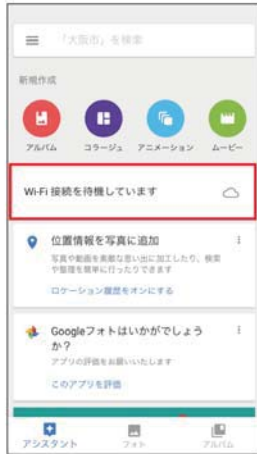 「大阪市」を検索
新規作成
アルバム
コラージュ
アニメーション
ムービー
Wi-Fi 接続を待機しています
位置情報を写真に追加
写真や動画を素敵な思い出に加工したり、検索
や整理を簡単に行ったりできます
ロケーション履歴をオンにする
Googleフォトはいかがでしょう
か?
アプリの評価をお願いいたします
このアプリを評価
アシスタント
フォト
アルバム